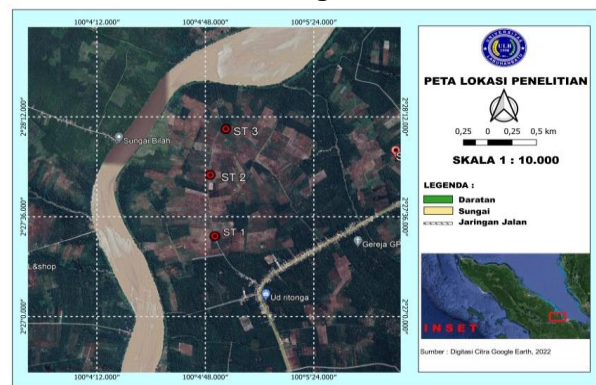 100°4'12.000"
100°4'48.000"
100°5'24.000"
2°28'12.000"
2°28'12.000"
Sungai Bilah
ST 3
S
ST 2
2°27'36.000"
2°27'36.000"
ST 1
Gereja GP
L&shop
Ud ritonga
2°27'0.000"
2°27'0.000"
100°4'12.000"
100°4'48.000"
100°5'24.000"
ULB
PETA LOKASI PENELITIAN
0,25 0 0,25 0,5 km
SKALA 1 : 10.000
LEGENDA :
Daratan
Sungai
Jaringan Jalan
INSET
Sumber : Digitasi Citra Google Earth, 2022